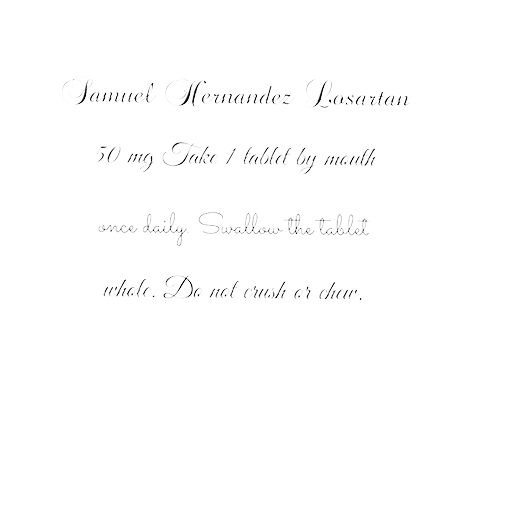 Samuel Hernandez Losartan
50 mg Take 1 tablet by mouth
once daily. Swallow the tablet
whole. Do not crush or chew.